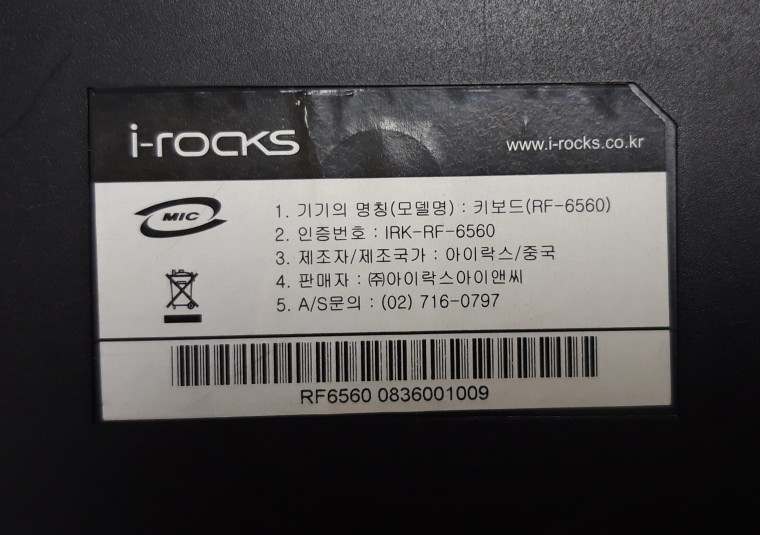 i-rocks
www.i-rocks.co.kr
MIC
1. 기기의 명칭(모델명) : 키보드(RF-6560)
2. 인증번호 : IRK-RF-6560
3. 제조자/제조국가 : 아이락스/중국
4. 판매자 : ㈜아이락스아이앤씨
5. A/S문의 : (02) 716-0797
RF6560 0836001009